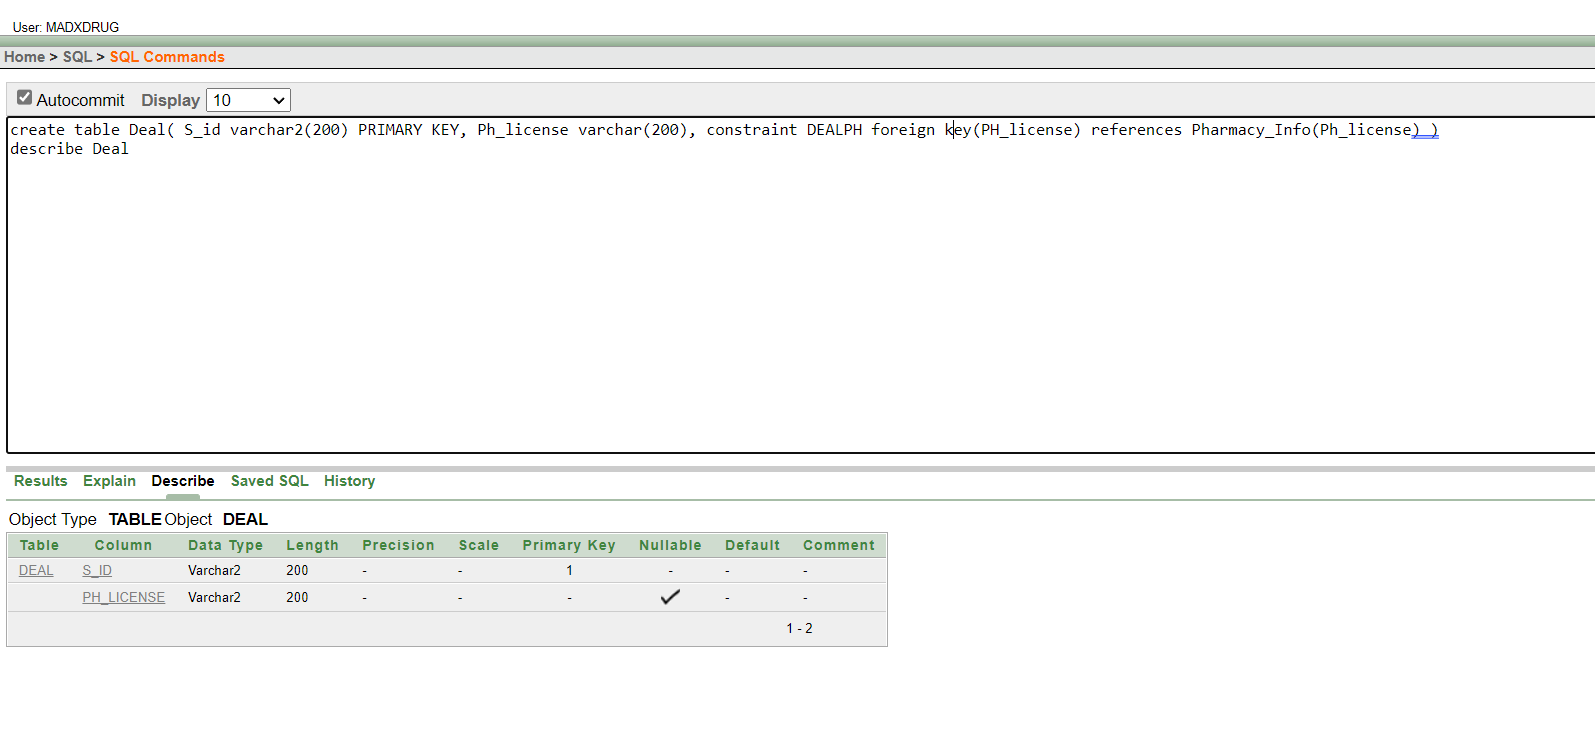 User: MADXDRUG
Home > SQL > SQL Commands
Autocommit Display 10
create table Deal( S_id varchar2(200) PRIMARY KEY, Ph_license varchar(200), constraint DEALPH foreign key(PH_license) references Pharmacy_Info(Ph_license) )
describe Deal
Results Explain Describe Saved SQL History
Object Type TABLE Object DEAL
Table Column Data Type Length Precision Scale Primary Key Nullable Default Comment
DEAL S_ID Varchar2 200 - - 1 - - -
PH_LICENSE Varchar2 200 - - - ✓ - -
1 - 2